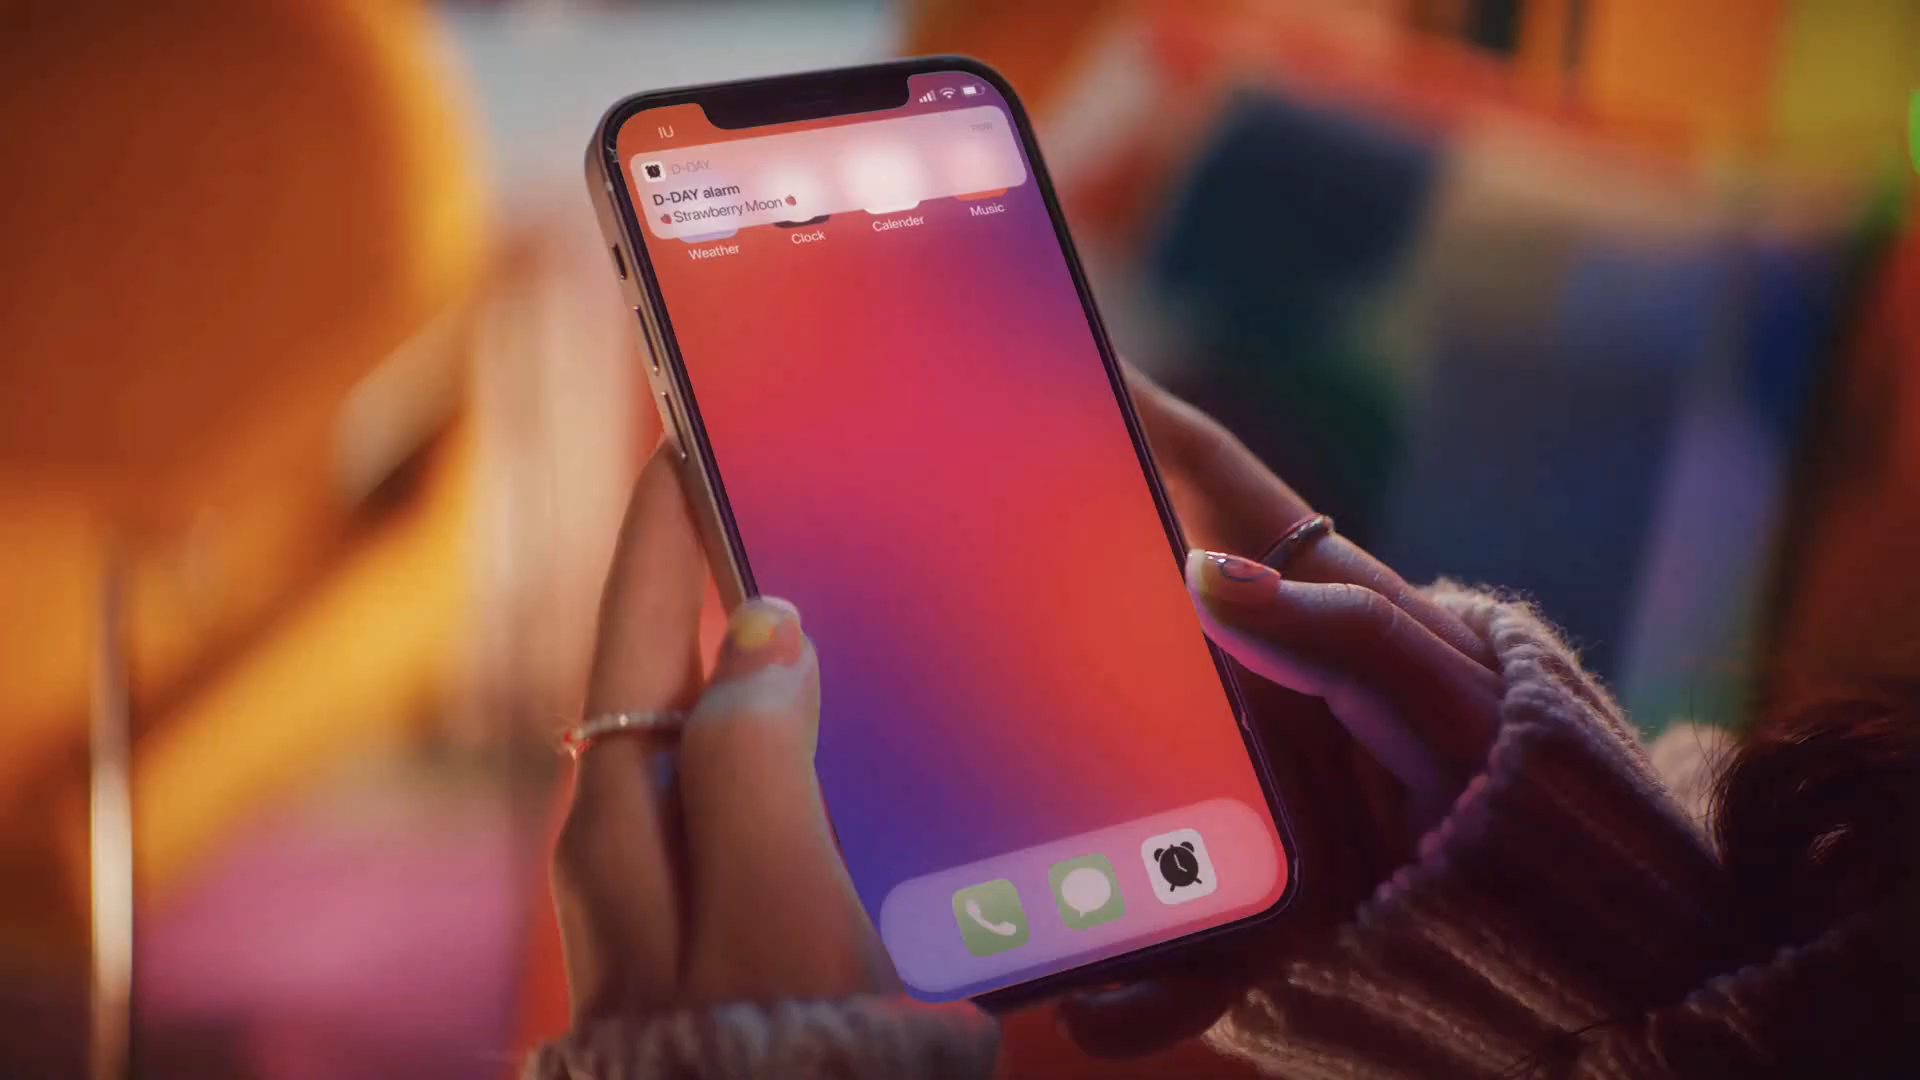 IU
D-DAY
now
D-DAY alarm
Strawberry Moon
Weather
Clock
Calender
Music